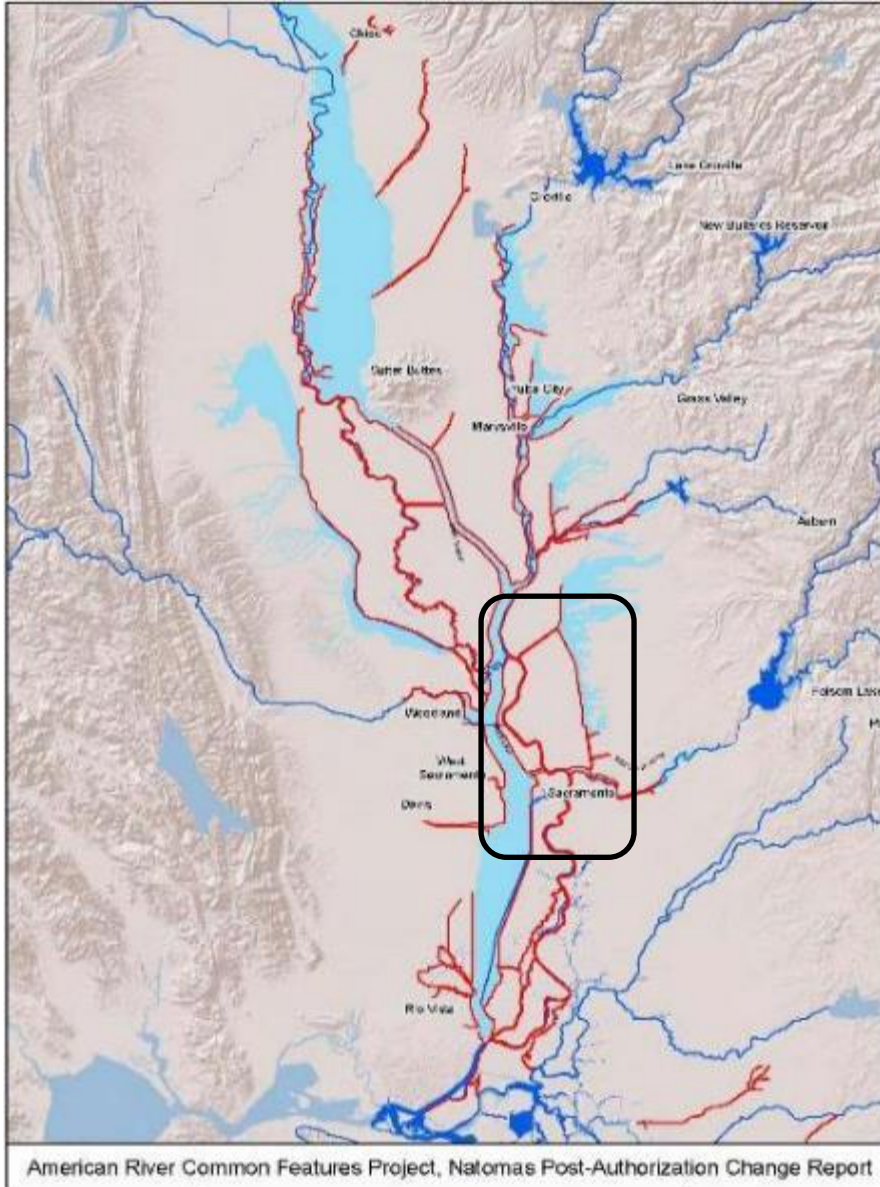 Chico
Lake Oroville
Oroville
New Bullards Reservoir
Sutter Buttes
Yuba City
Grass Valley
Marysville
Auburn
Folsom Lake
Woodland
West
Sacramento
Sacramento
Davis
Rio Vista
American River Common Features Project, Natomas Post-Authorization Change Report